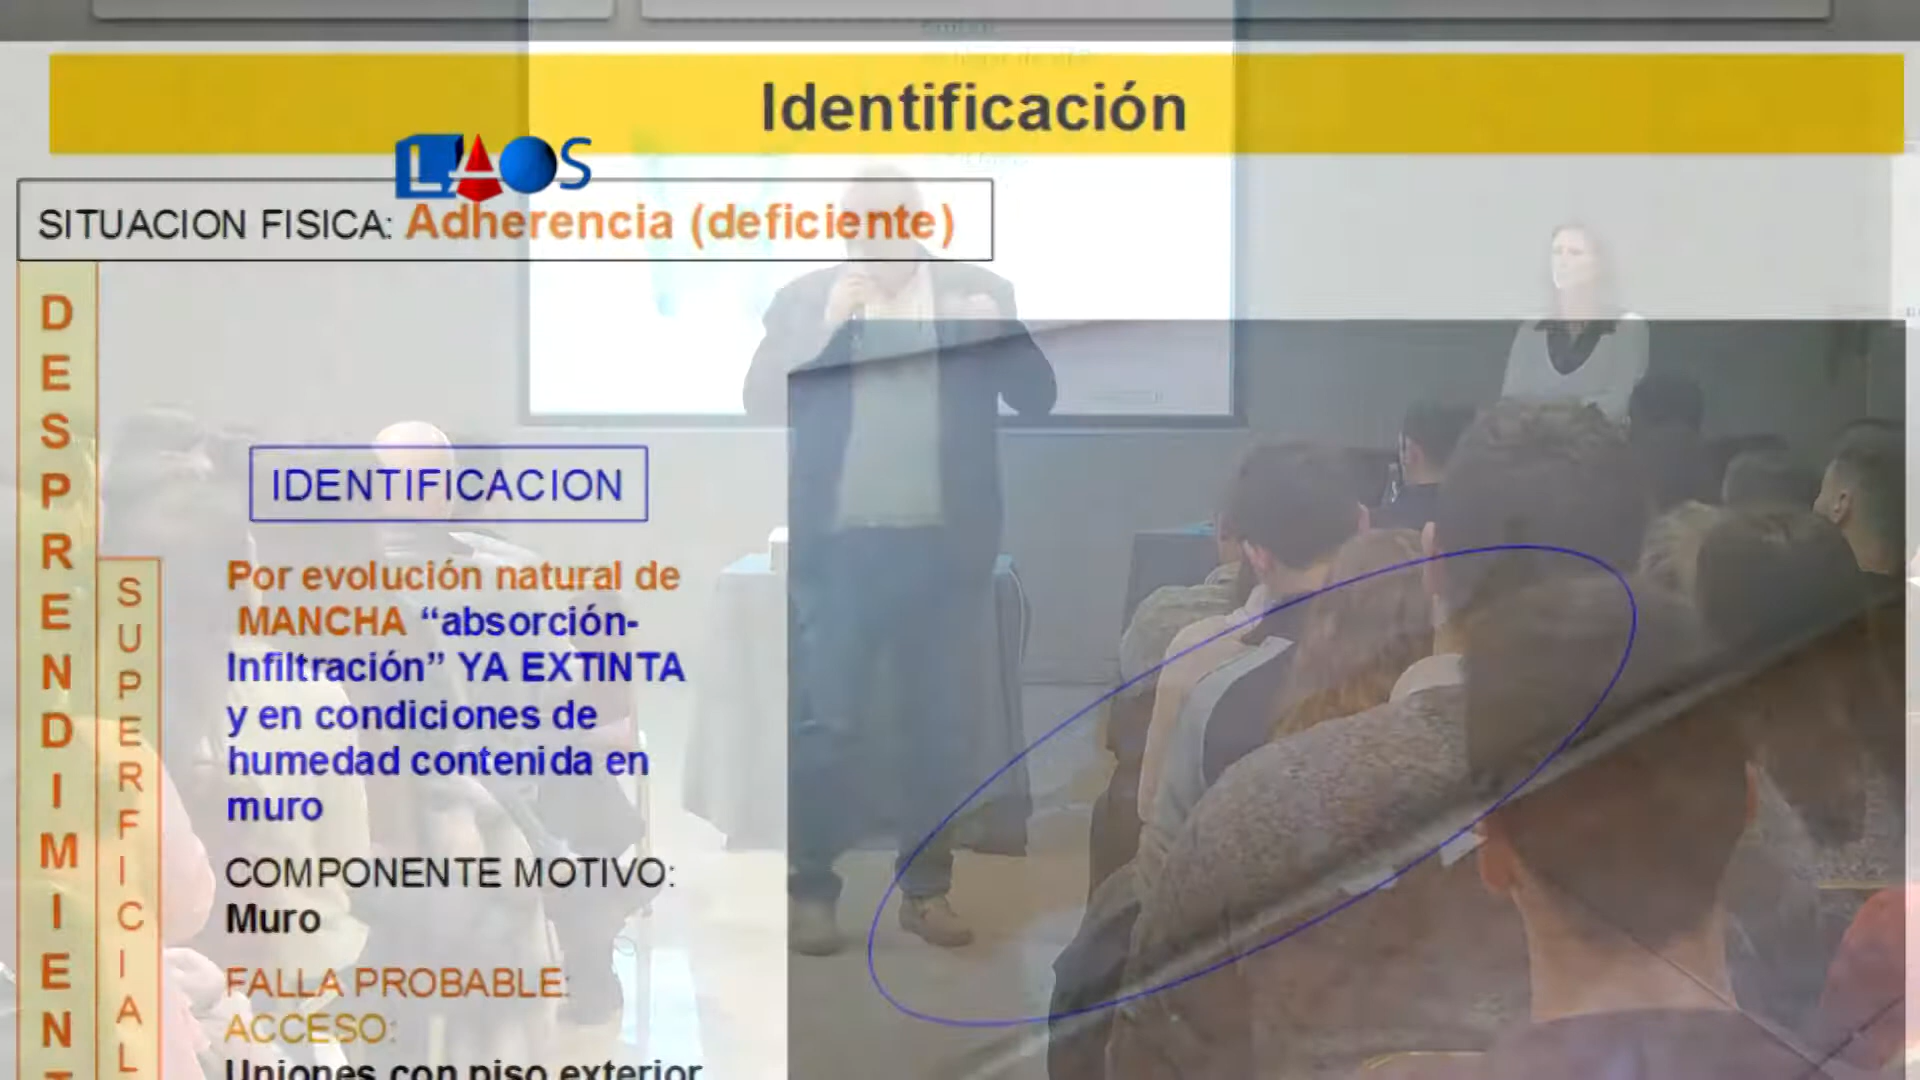 Identificación
LAOS
SITUACION FISICA: Adherencia (deficiente)
DESPRENDIMIENT
SUPERFICIAL
IDENTIFICACION
Por evolución natural de
MANCHA “absorción-
Infiltración” YA EXTINTA
y en condiciones de
humedad contenida en
muro
COMPONENTE MOTIVO:
Muro
FALLA PROBABLE:
ACCESO:
Uniones con piso exterior